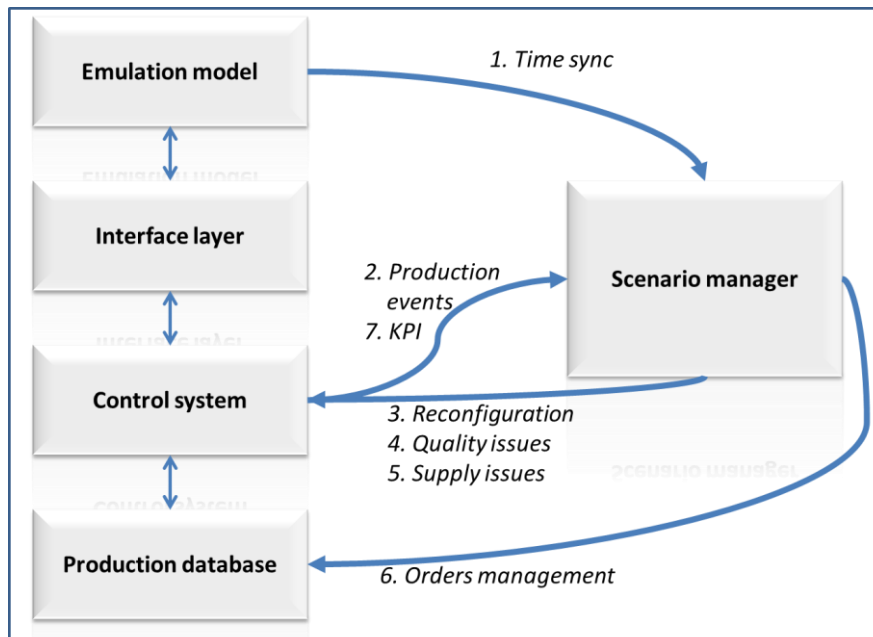 Emulation model
1. Time sync
Interface layer
Scenario manager
2. Production
events
7. KPI
Control system
3. Reconfiguration
4. Quality issues
5. Supply issues
Production database
6. Orders management